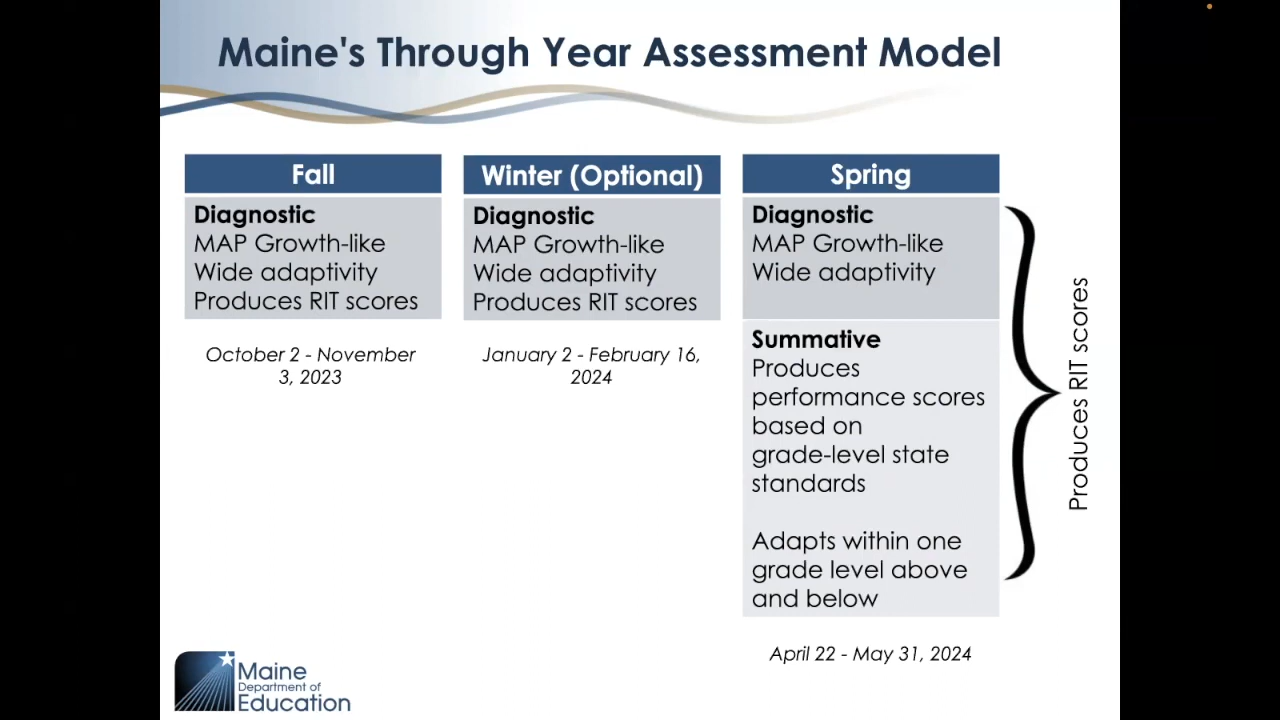 Maine's Through Year Assessment Model
Fall
Diagnostic
MAP Growth-like
Wide adaptivity
Produces RIT scores
October 2 - November
3, 2023
Winter (Optional)
Diagnostic
MAP Growth-like
Wide adaptivity
Produces RIT scores
January 2 - February 16,
2024
Spring
Diagnostic
MAP Growth-like
Wide adaptivity
Summative
Produces
performance scores
based on
grade-level state
standards
Adapts within one
grade level above
and below
April 22 - May 31, 2024
Produces RIT scores
Maine
Department of
Education